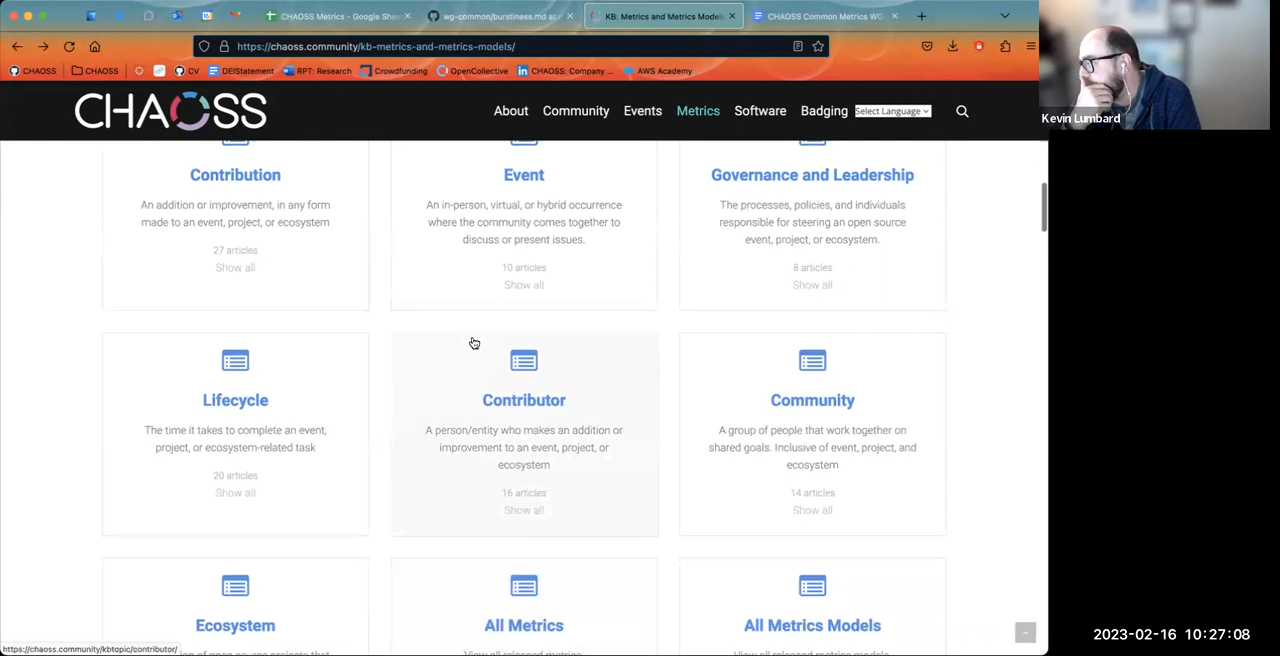 CHAOSS Metrics - Google Shee
wg-common/burstiness.md at
KB: Metrics and Metrics Models
CHAOSS Common Metrics WG
https://chaoss.community/kb-metrics-and-metrics-models/
CHAOSS
CHAOSS
CV
DEIStatement
RPT: Research
Crowdfunding
OpenCollective
CHAOSS: Company ...
AWS Academy
Kevin Lumbard
CHAOSS
About
Community
Events
Metrics
Software
Badging
Select Language
Contribution
An addition or improvement, in any form
made to an event, project, or ecosystem
27 articles
Show all
Event
An in-person, virtual, or hybrid occurrence
where the community comes together to
discuss or present issues.
10 articles
Show all
Governance and Leadership
The processes, policies, and individuals
responsible for steering an open source
event, project, or ecosystem.
8 articles
Show all
Lifecycle
The time it takes to complete an event,
project, or ecosystem-related task
20 articles
Show all
Contributor
A person/entity who makes an addition or
improvement to an event, project, or
ecosystem
16 articles
Show all
Community
A group of people that work together on
shared goals. Inclusive of event, project, and
ecosystem
14 articles
Show all
Ecosystem
All Metrics
All Metrics Models
https://chaoss.community/kbtopic/contributor/
2023-02-16 10:27:08